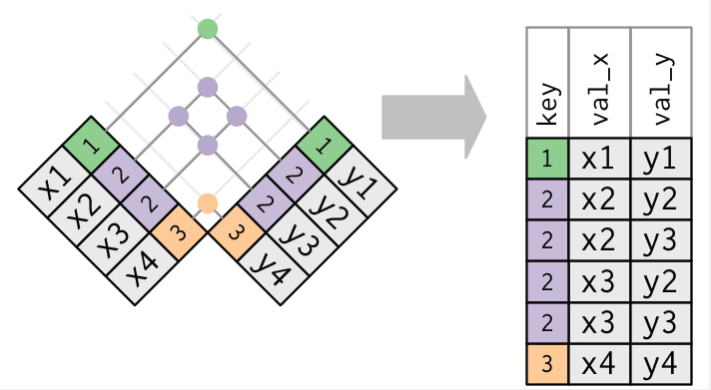 1 1
x1 2 2 y1
x2 2 2 y2
x3 3 3 y3
x4 y4
key val_x val_y
1 x1 y1
2 x2 y2
2 x2 y3
2 x3 y2
2 x3 y3
3 x4 y4